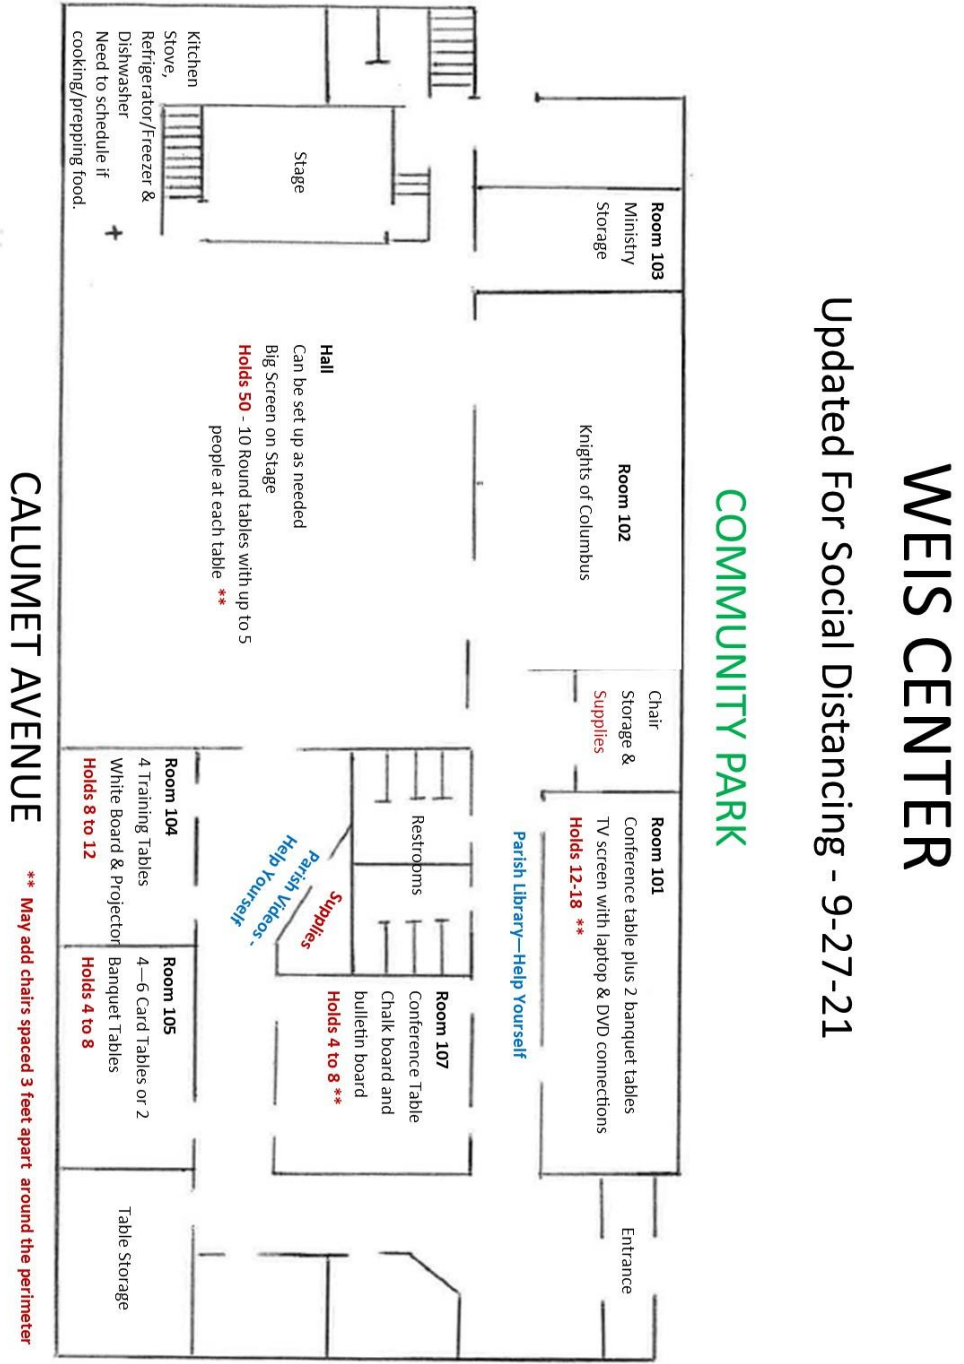 WEIS CENTER
Updated For Social Distancing - 9-27-21
COMMUNITY PARK
Room 103
Ministry
Storage
Room 102
Knights of Columbus
Chair
Storage &
Supplies
Room 101
Conference table plus 2 banquet tables
TV screen with laptop & DVD connections
Holds 12-18 **
Entrance
Parish Library—Help Yourself
Kitchen
Stove,
Refrigerator/Freezer &
Dishwasher
Need to schedule if
cooking/prepping food.
Stage
Hall
Can be set up as needed
Big Screen on Stage
Holds 50 - 10 Round tables with up to 5
people at each table **
Restrooms
Supplies
Parish Videos -
Help Yourself
Room 107
Conference Table
Chalk board and
bulletin board
Holds 4 to 8 **
Room 104
4 Training Tables
White Board & Projector
Holds 8 to 12
Room 105
4—6 Card Tables or 2
Banquet Tables
Holds 4 to 8
Table Storage
CALUMET AVENUE
** May add chairs spaced 3 feet apart around the perimeter